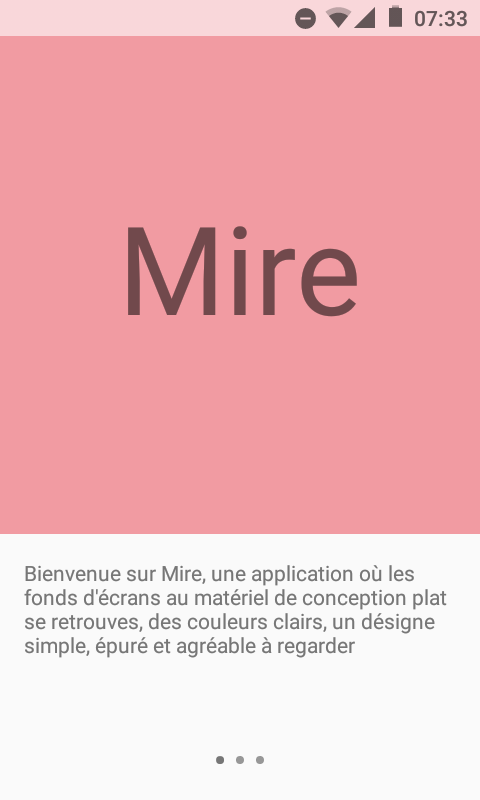 07:33
Mire
Bienvenue sur Mire, une application où les
fonds d'écrans au matériel de conception plat
se retrouves, des couleurs clairs, un désigne
simple, épuré et agréable à regarder